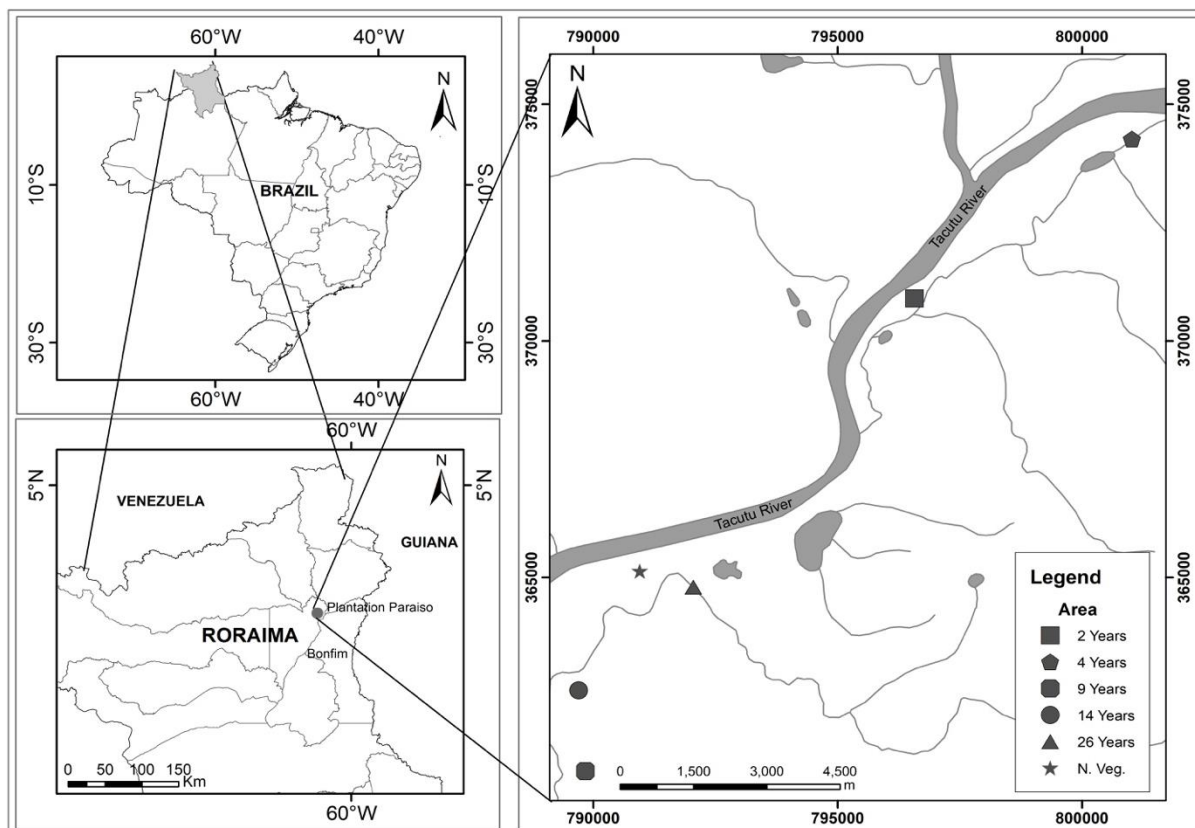 60°W 40°W
N
10°S 10°S
BRAZIL
30°S 30°S
60°W 40°W
60°W
N
5°N 5°N
VENEZUELA
GUIANA
Plantation Paraiso
RORAIMA
Bonfim
0 50 100 150
Km
60°W
790000 795000 800000
N
375000 375000
Tacutu River
370000 370000
Tacutu River
365000 365000
Legend
Area
2 Years
4 Years
9 Years
14 Years
26 Years
N. Veg.
0 1,500 3,000 4,500
m
790000 795000 800000